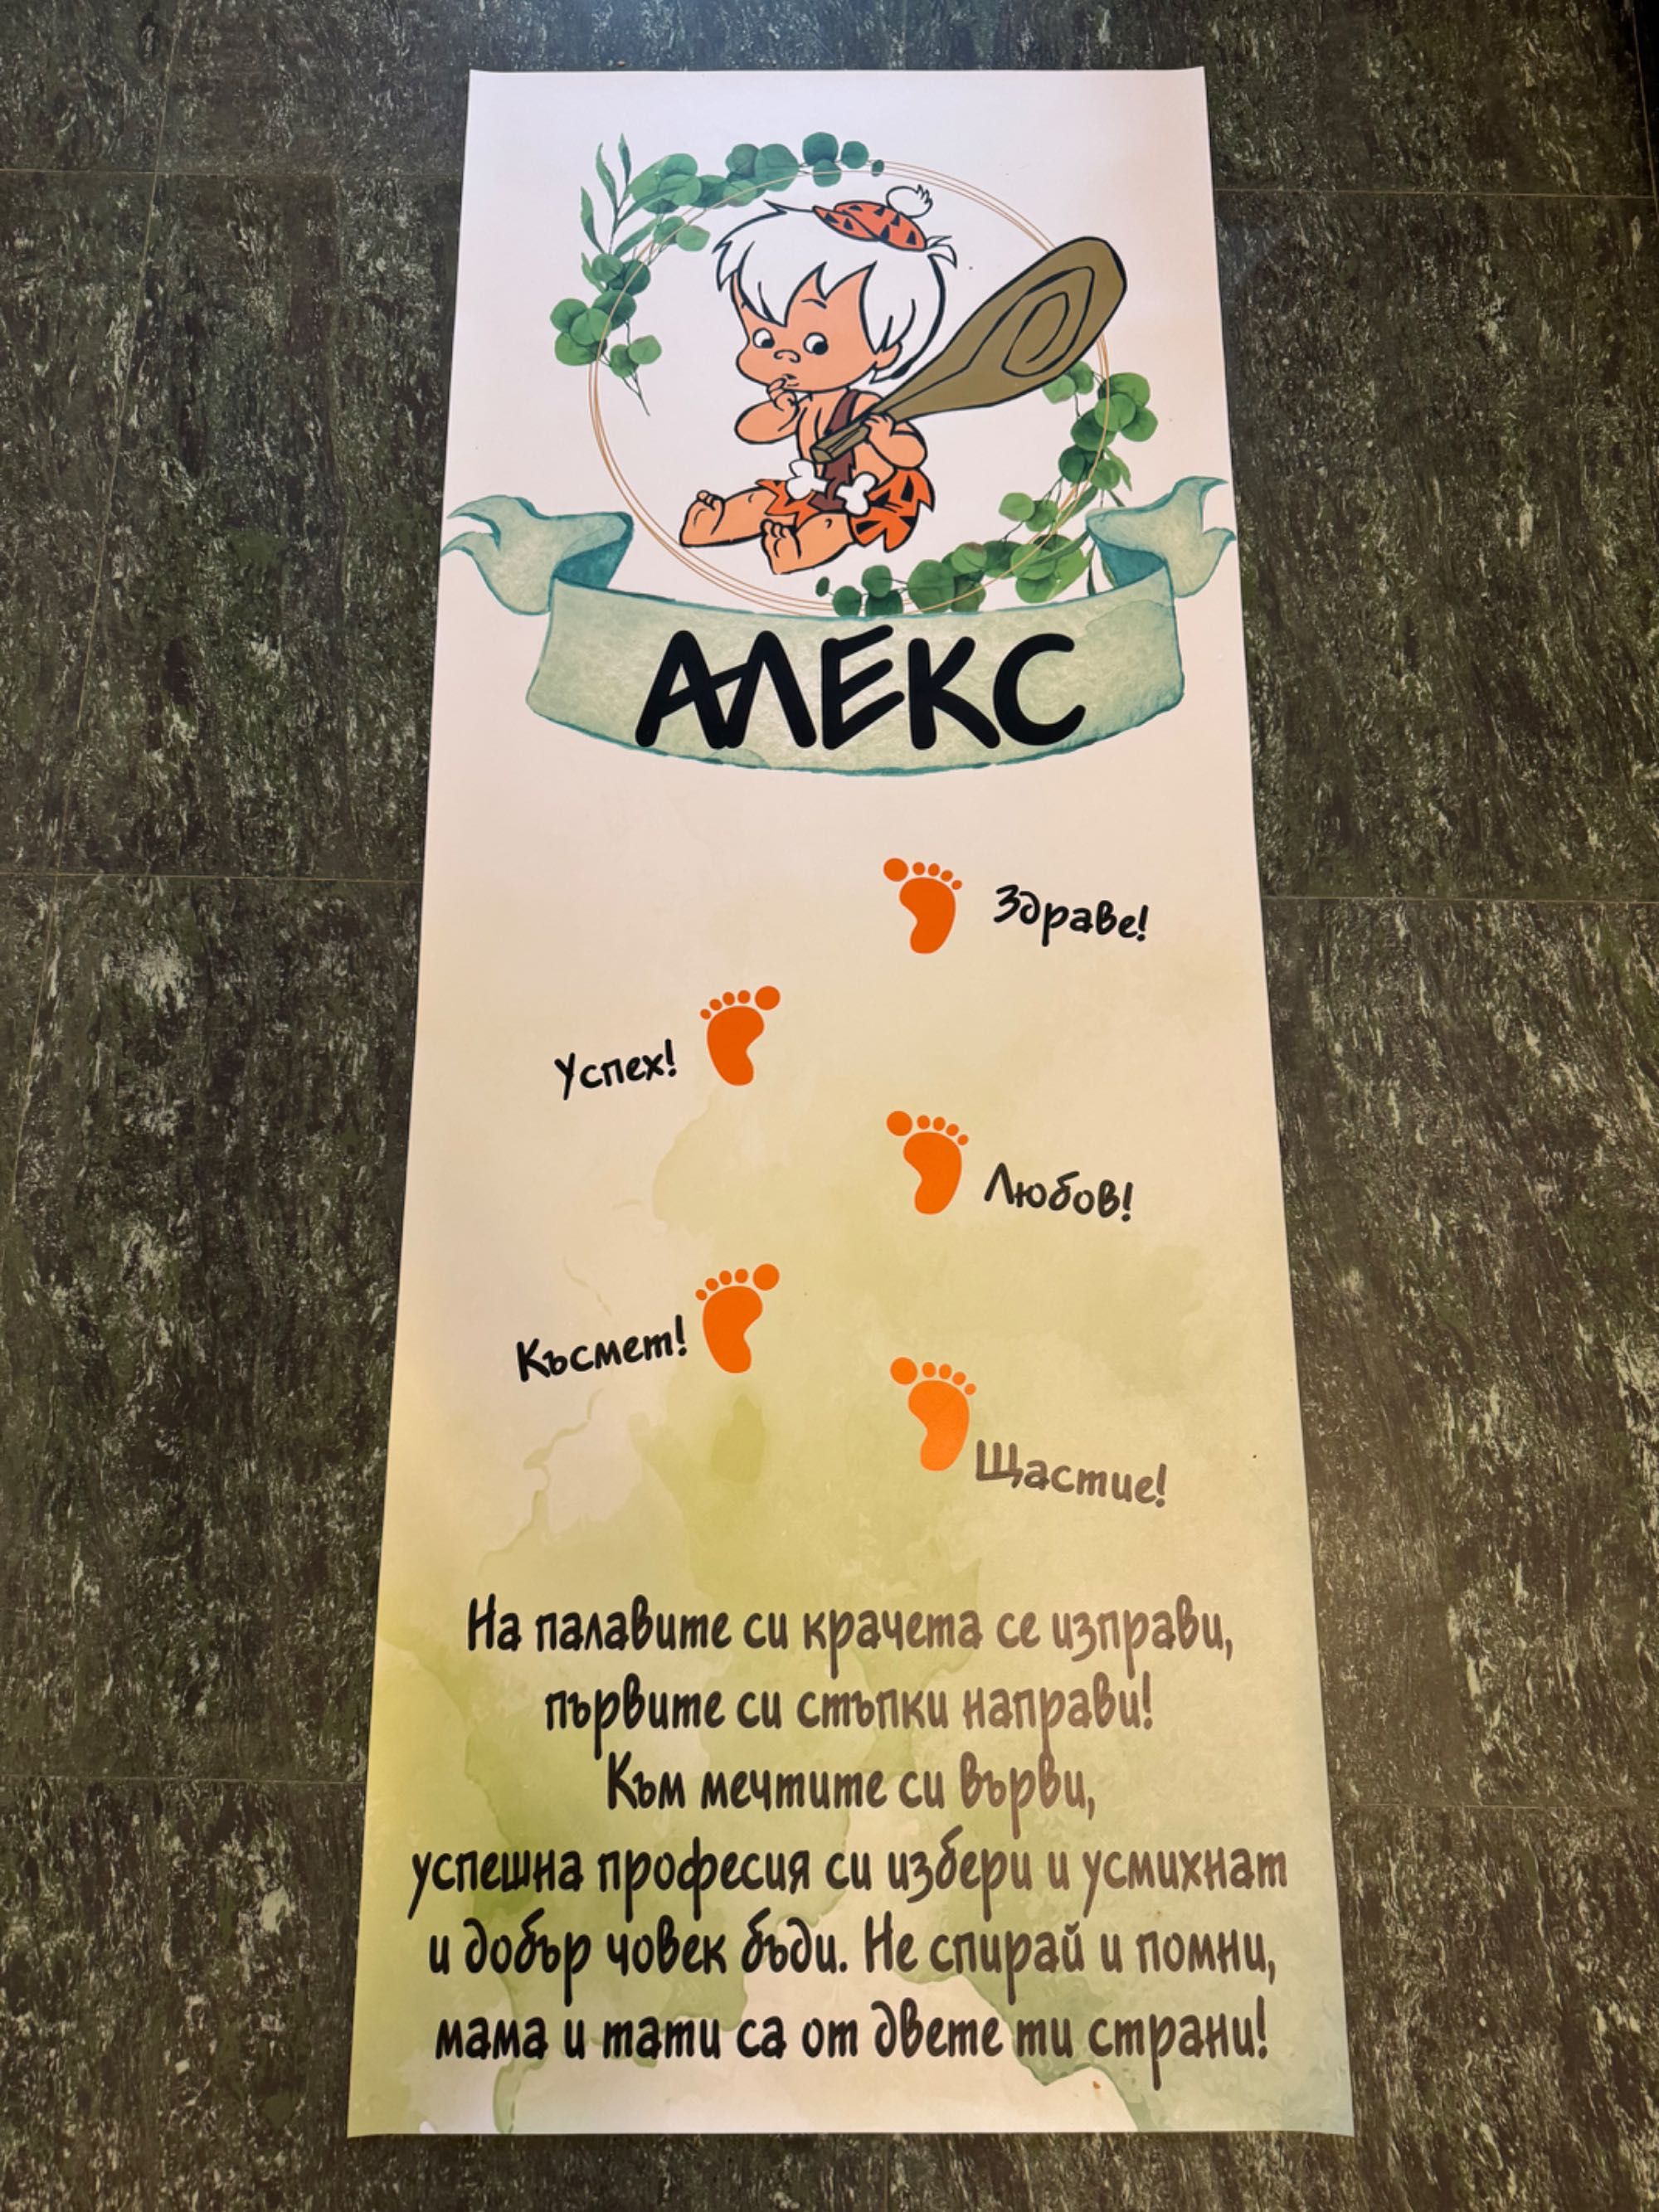 АЛЕКС
Здраве!
Успех!
Любов!
Късмет!
Щастие!
На палавите си крачета се изправи,
първите си стъпки направи!
Към мечтите си върви,
успешна професия си избери и усмихнат
и добър човек бъди. Не спирай и помни,
мама и тати са от двете ти страни!